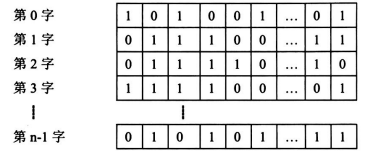 第 0 字 1 0 1 0 0 1 … 0 1
第 1 字 0 1 1 1 0 0 … 1 1
第 2 字 0 1 1 1 1 0 … 1 0
第 3 字 1 1 1 1 0 0 … 0 1
第 n-1 字 0 1 0 1 0 1 … 1 1